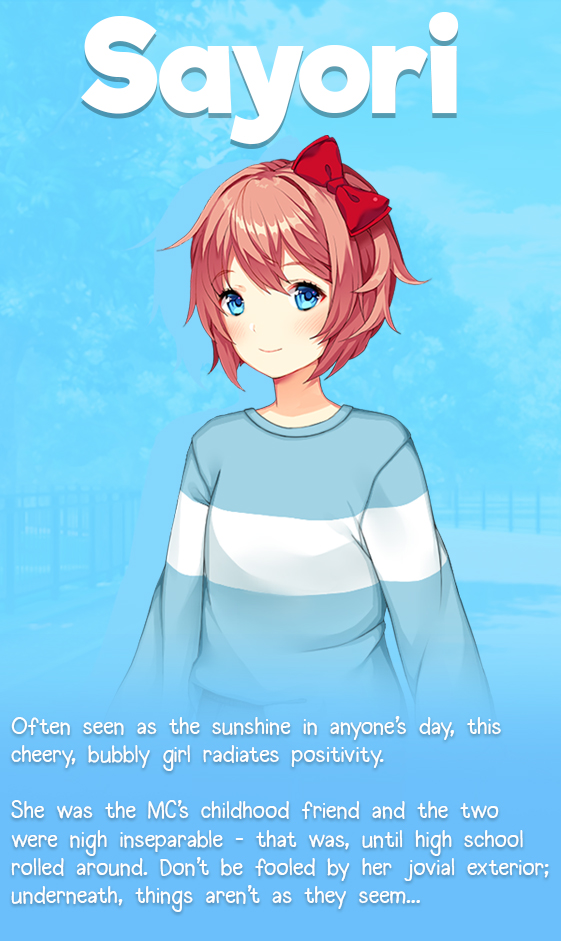 Sayori
Often seen as the sunshine in anyone's day, this
cheery, bubbly girl radiates positivity.
She was the MC's childhood friend and the two
were nigh inseparable - that was, until high school
rolled around. Don't be fooled by her jovial exterior;
underneath, things aren't as they seem...